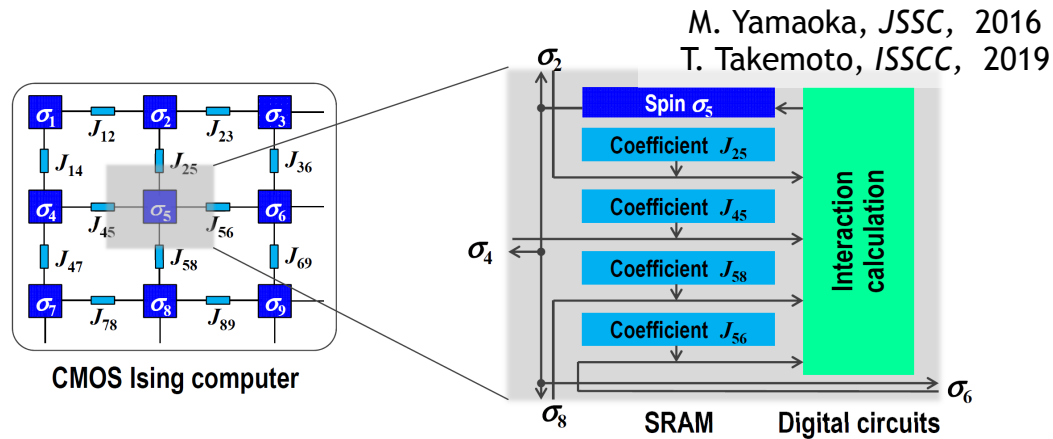 M. Yamaoka, JSSC, 2016
T. Takemoto, ISSCC, 2019
σ1 J12 σ2 J23 σ3
J14 J25 J36
σ4 J45 σ5 J56 σ6
J47 J58 J69
σ7 J78 σ8 J89 σ9
CMOS Ising computer
σ2
Spin σ5
Coefficient J25
Coefficient J45
σ4
Coefficient J58
Coefficient J56
Interaction
calculation
σ6
σ8
SRAM Digital circuits